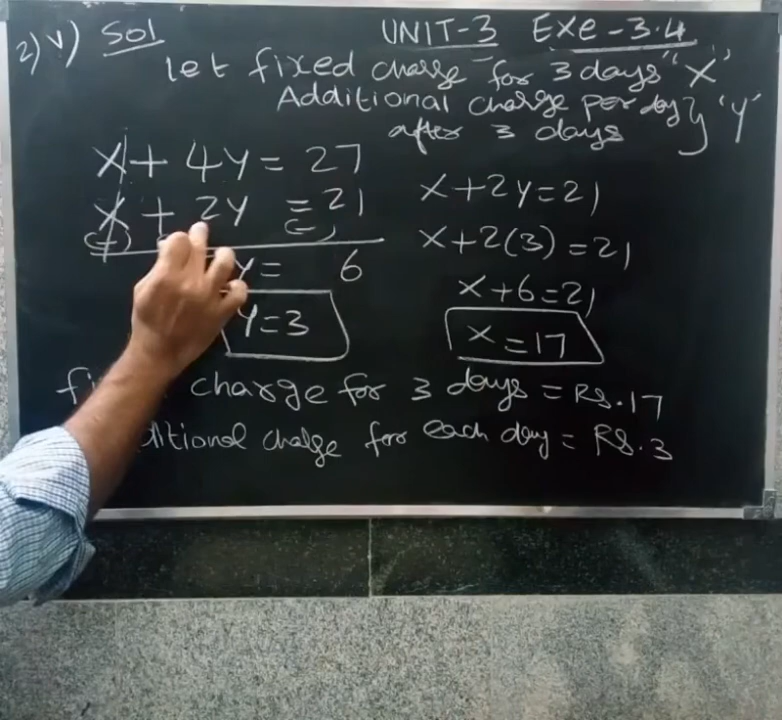 2) v) Sol UNIT-3 Exe-3.4
let fixed charge for 3 days "X"
Additional charge per day } 'Y'
after 3 days
X + 4Y = 27
X + 2Y = 21
(-) (-)
Y = 6
Y=3
X+2Y=21
X+2(3)=21
X+6=21
X=17
charge for 3 days = Rs.17
ditional charge for each day = Rs.3